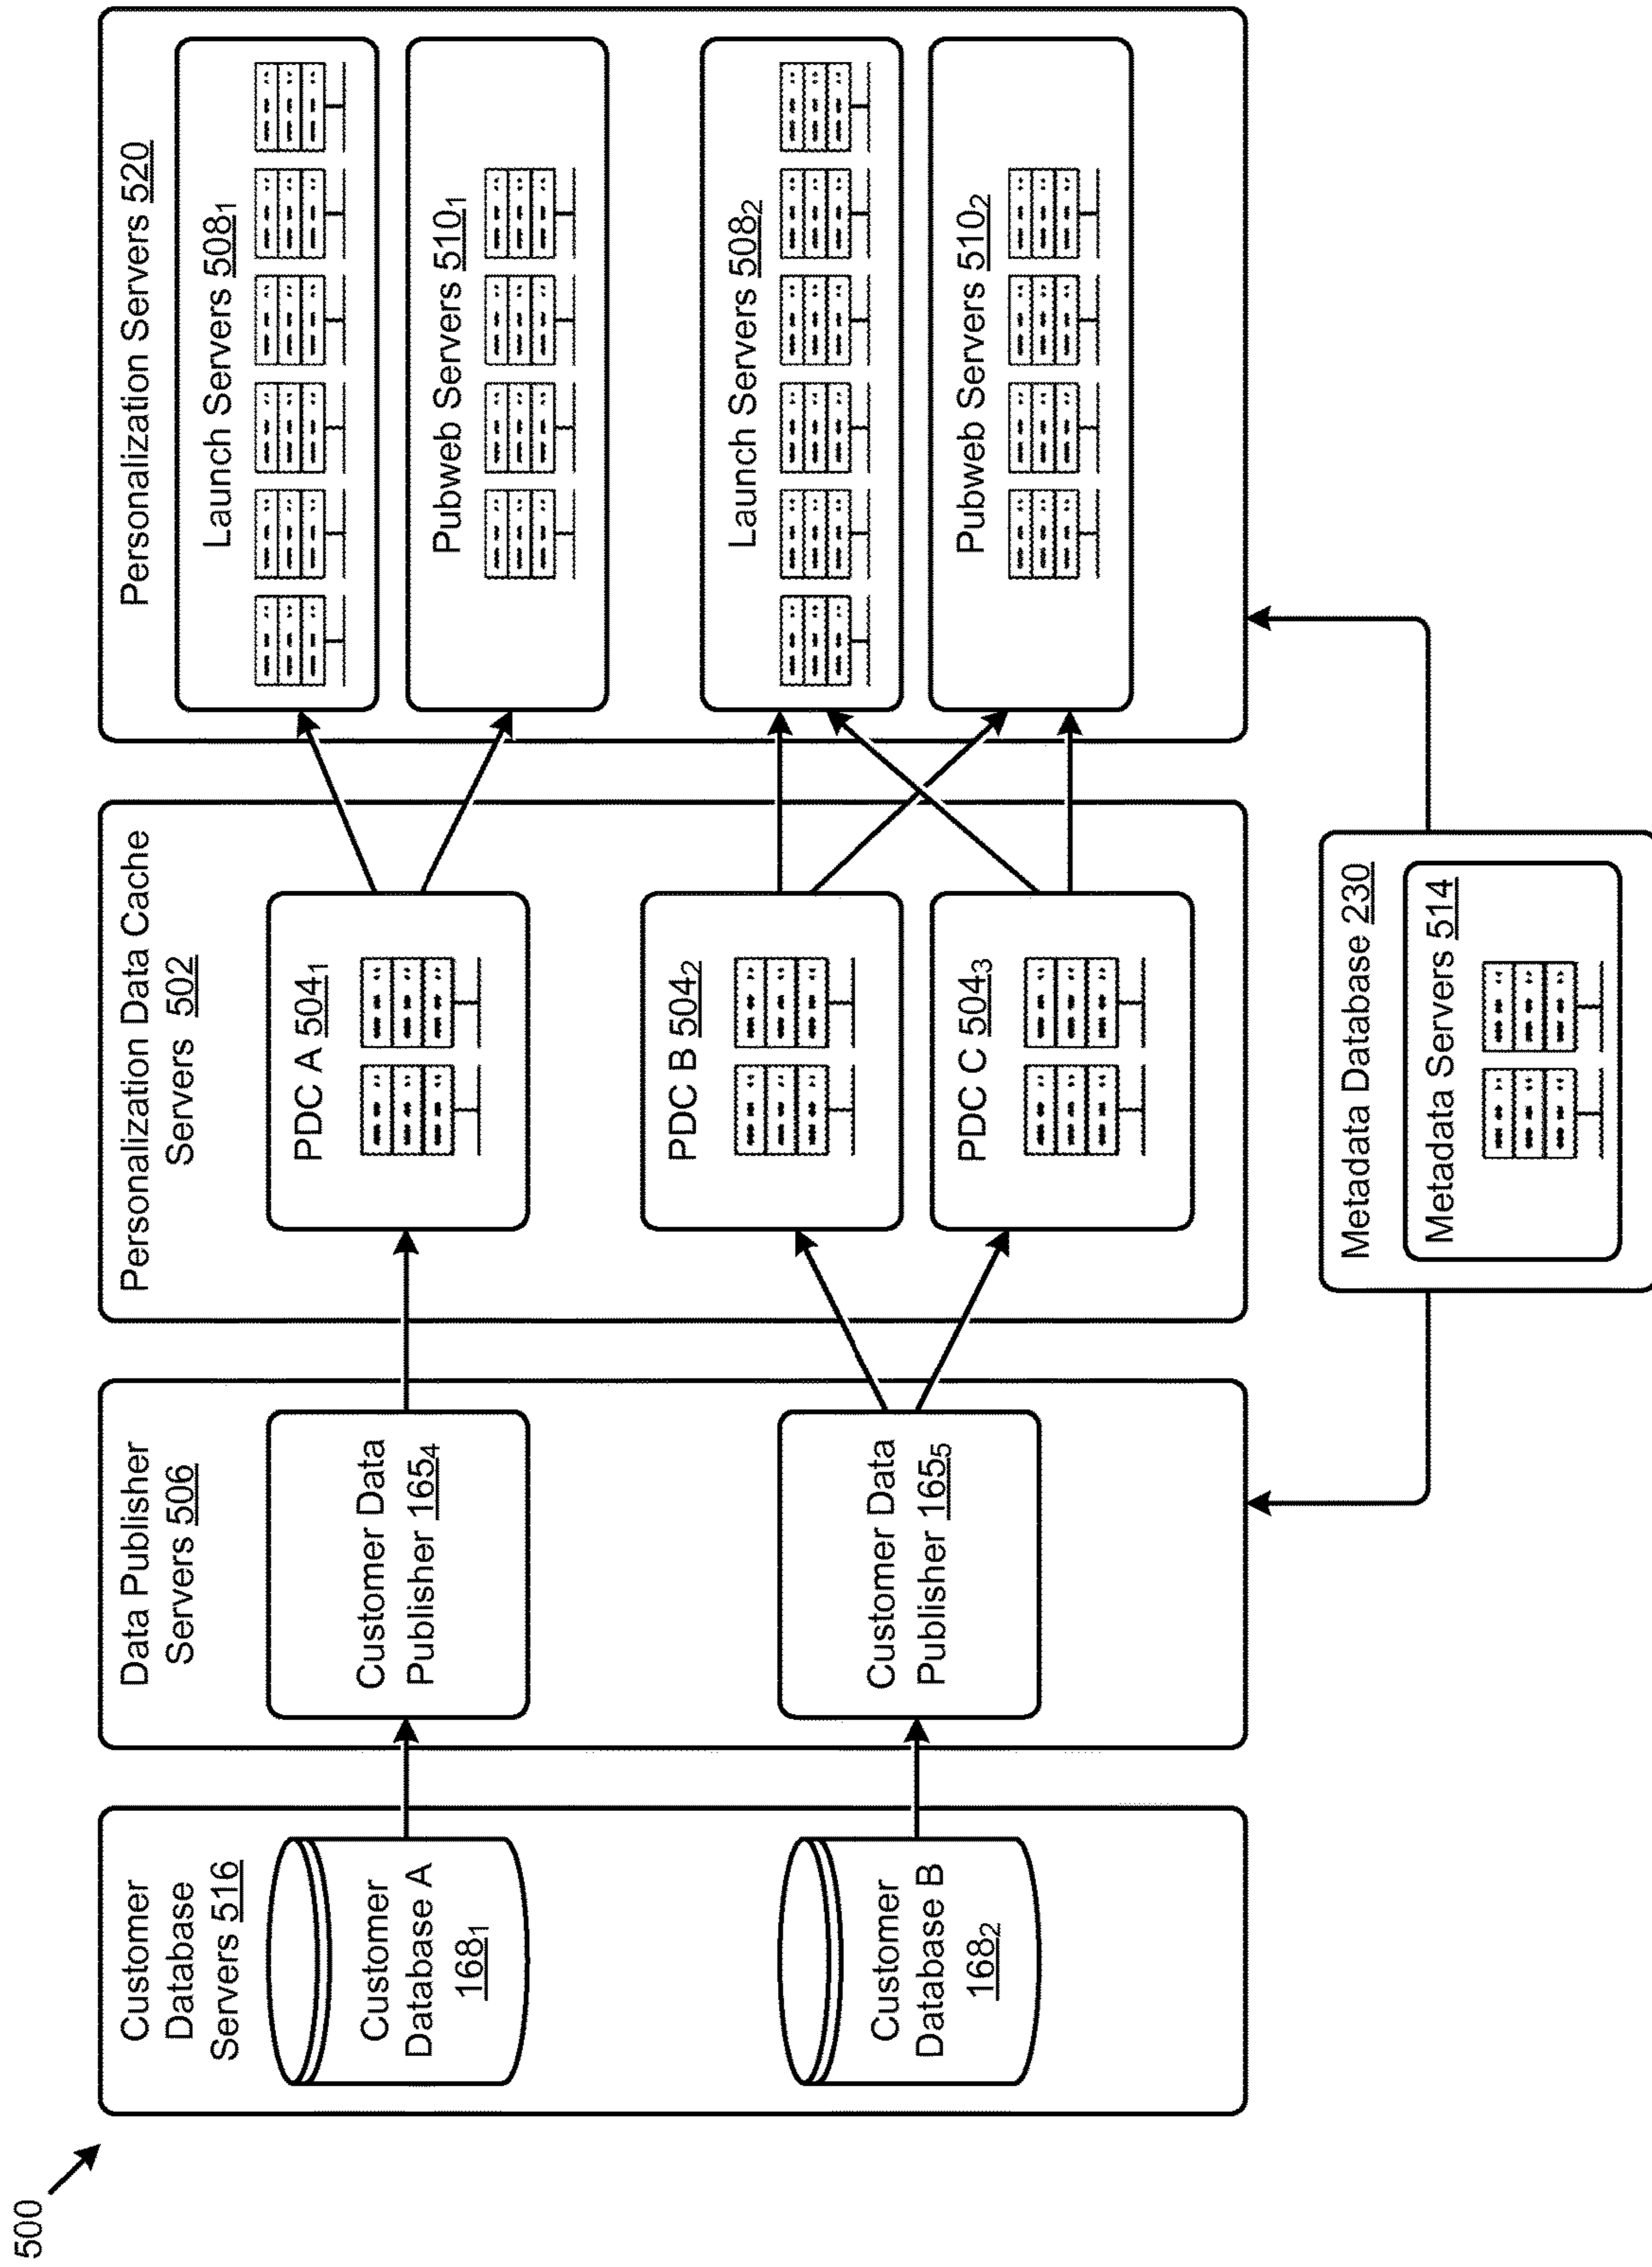 500
Customer
Database
Servers 516
Customer
Database A
168₁
Customer
Database B
168₂
Data Publisher
Servers 506
Customer Data
Publisher 165₄
Customer Data
Publisher 165₅
Personalization Data Cache
Servers 502
PDC A 504₁
PDC B 504₂
PDC C 504₃
Personalization Servers 520
Launch Servers 508₁
Pubweb Servers 510₁
Launch Servers 508₂
Pubweb Servers 510₂
Metadata Database 230
Metadata Servers 514